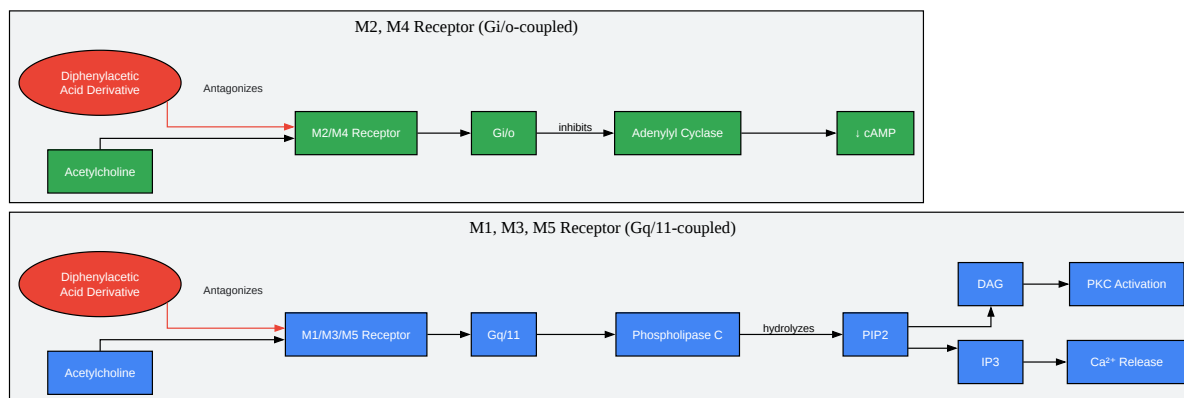 M2, M4 Receptor (Gi/o-coupled)
Diphenylacetic
Acid Derivative
Antagonizes
M2/M4 Receptor
Gi/o
inhibits
Adenylyl Cyclase
↓ cAMP
Acetylcholine
M1, M3, M5 Receptor (Gq/11-coupled)
Diphenylacetic
Acid Derivative
Antagonizes
DAG
PKC Activation
M1/M3/M5 Receptor
Gq/11
Phospholipase C
hydrolyzes
PIP2
Acetylcholine
IP3
Ca²⁺ Release